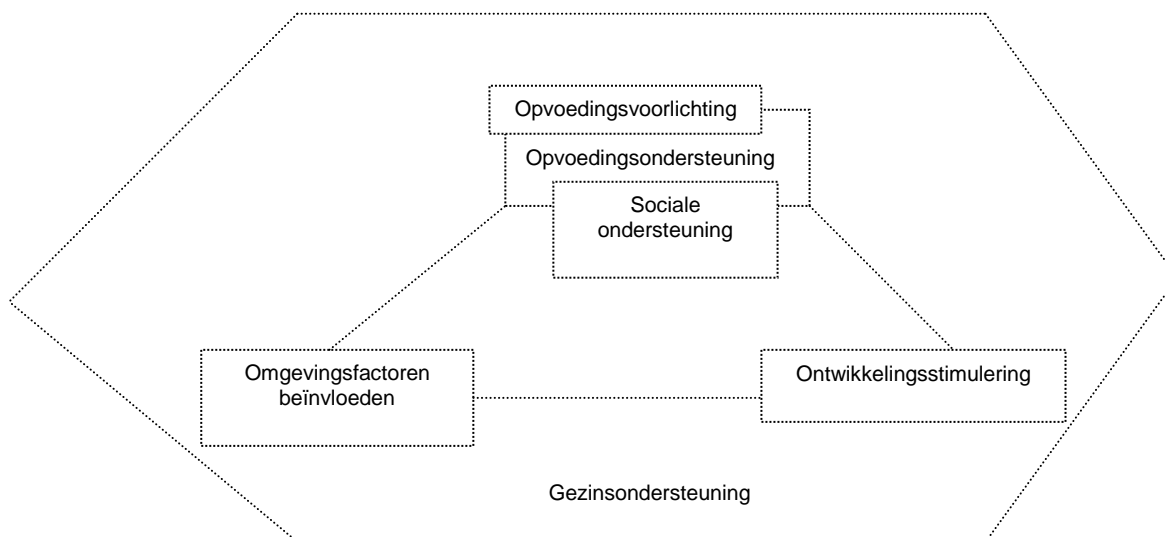 Opvoedingsvoorlichting
Opvoedingsondersteuning
Sociale
ondersteuning
Omgevingsfactoren
beïnvloeden
Ontwikkelingsstimulering
Gezinsondersteuning